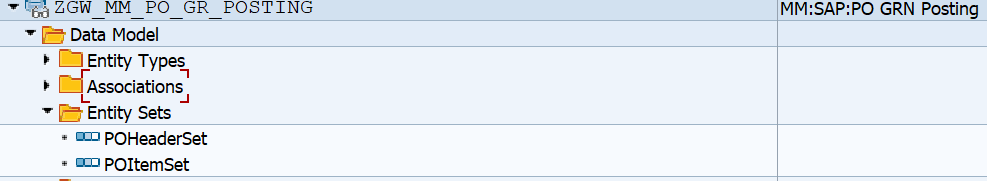 ZGW_MM_PO_GR_POSTING MM:SAP:PO GRN Posting
Data Model
Entity Types
Associations
Entity Sets
POHeaderSet
POItemSet